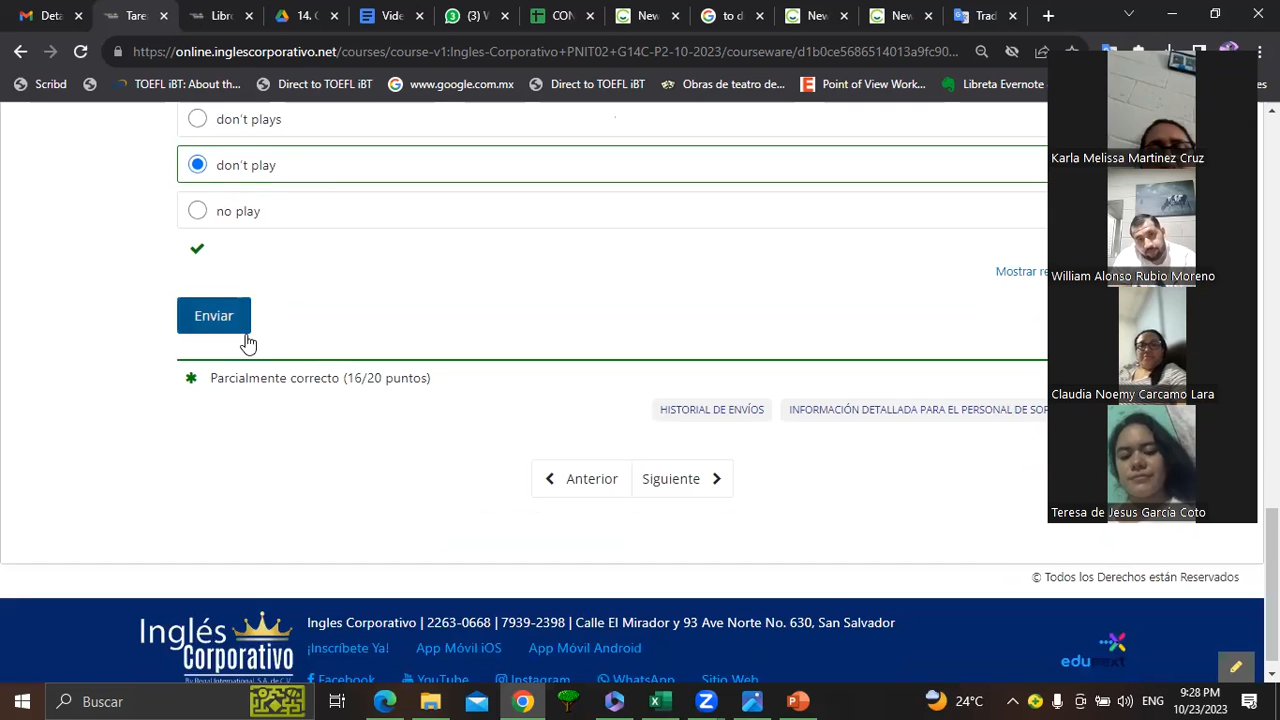 Deta
Tare
Libro
14. C
Vide
(3) W
CON
New
to d
New
New
Trad
https://online.inglescorporativo.net/courses/course-v1:Ingles-Corporativo+PNIT02+G14C-P2-10-2023/courseware/d1b0ce5686514013a9fc90...
Scribd
TOEFL iBT: About th...
Direct to TOEFL iBT
www.google.com.mx
Direct to TOEFL iBT
Obras de teatro de...
Point of View Work...
Libreta Evernote
don't plays
don't play
no play
Mostrar re
Enviar
Parcialmente correcto (16/20 puntos)
HISTORIAL DE ENVÍOS
INFORMACIÓN DETALLADA PARA EL PERSONAL DE SOP
Anterior
Siguiente
Karla Melissa Martinez Cruz
William Alonso Rubio Moreno
Claudia Noemy Carcamo Lara
Teresa de Jesus García Coto
© Todos los Derechos están Reservados
Inglés
Corporativo
Ingles Corporativo | 2263-0668 | 7939-2398 | Calle El Mirador y 93 Ave Norte No. 630, San Salvador
¡Inscríbete Ya!
App Móvil iOS
App Móvil Android
Facebook
YouTube
Instagram
WhatsApp
Sitio Web
Buscar
24°C
ENG
9:28 PM
10/23/2023